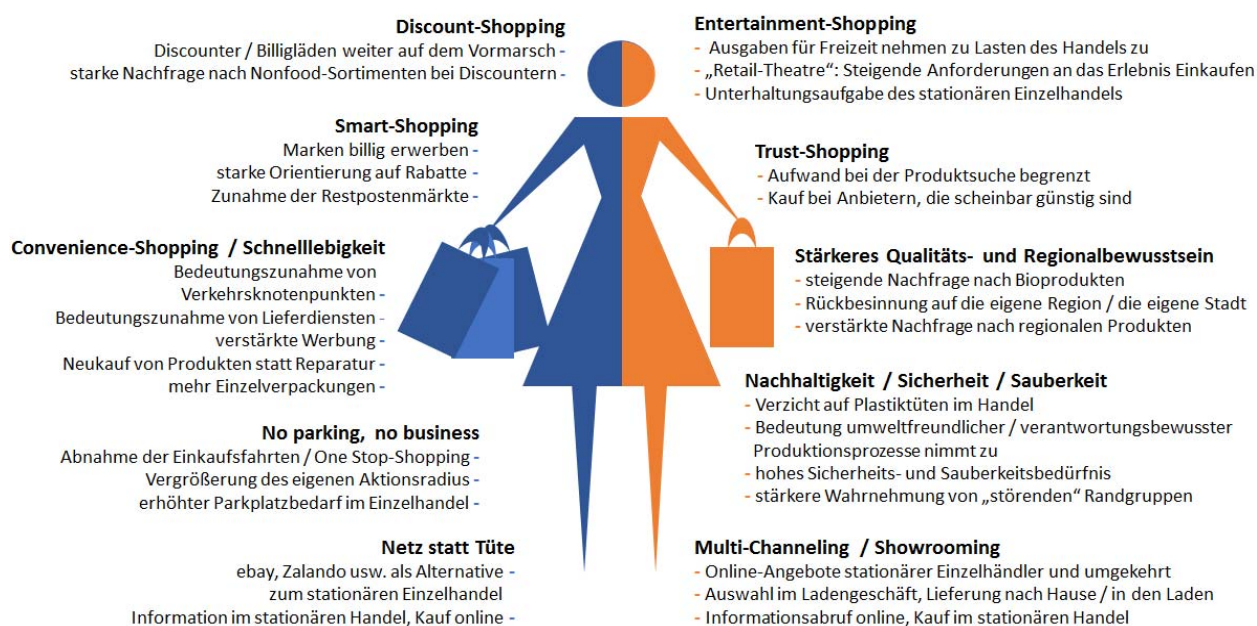 Discount-Shopping
Discounter / Billigläden weiter auf dem Vormarsch -
starke Nachfrage nach Nonfood-Sortimenten bei Discountern -
Smart-Shopping
Marken billig erwerben -
starke Orientierung auf Rabatte -
Zunahme der Restpostenmärkte -
Convenience-Shopping / Schnelllebigkeit
Bedeutungszunahme von
Verkehrsknotenpunkten -
Bedeutungszunahme von Lieferdiensten -
verstärkte Werbung -
Neukauf von Produkten statt Reparatur -
mehr Einzelverpackungen -
No parking, no business
Abnahme der Einkaufsfahrten / One Stop-Shopping -
Vergrößerung des eigenen Aktionsradius -
erhöhter Parkplatzbedarf im Einzelhandel -
Netz statt Tüte
ebay, Zalando usw. als Alternative -
zum stationären Einzelhandel
Information im stationären Handel, Kauf online -
Entertainment-Shopping
- Ausgaben für Freizeit nehmen zu Lasten des Handels zu
- „Retail-Theatre“: Steigende Anforderungen an das Erlebnis Einkaufen
- Unterhaltungsaufgabe des stationären Einzelhandels
Trust-Shopping
- Aufwand bei der Produktsuche begrenzt
- Kauf bei Anbietern, die scheinbar günstig sind
Stärkeres Qualitäts- und Regionalbewusstsein
- steigende Nachfrage nach Bioprodukten
- Rückbesinnung auf die eigene Region / die eigene Stadt
- verstärkte Nachfrage nach regionalen Produkten
Nachhaltigkeit / Sicherheit / Sauberkeit
- Verzicht auf Plastiktüten im Handel
- Bedeutung umweltfreundlicher / verantwortungsbewusster
Produktionsprozesse nimmt zu
- hohes Sicherheits- und Sauberkeitsbedürfnis
- stärkere Wahrnehmung von „störenden“ Randgruppen
Multi-Channeling / Showrooming
- Online-Angebote stationärer Einzelhändler und umgekehrt
- Auswahl im Ladengeschäft, Lieferung nach Hause / in den Laden
- Informationsabruf online, Kauf im stationären Handel